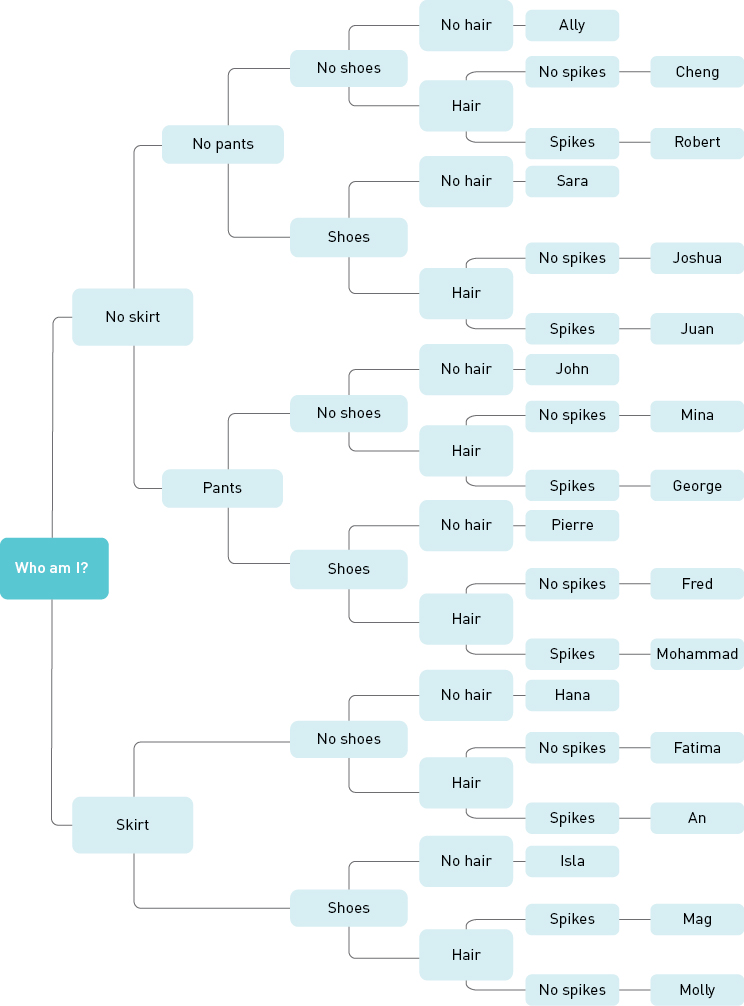 No hair
Ally
No shoes
No spikes
Cheng
Hair
No pants
Spikes
Robert
No hair
Sara
Shoes
No spikes
Joshua
Hair
No skirt
Spikes
Juan
No hair
John
No shoes
No spikes
Mina
Hair
Pants
Spikes
George
No hair
Pierre
Who am I?
Shoes
No spikes
Fred
Hair
Spikes
Mohammad
No hair
Hana
No shoes
No spikes
Fatima
Hair
Skirt
Spikes
An
No hair
Isla
Shoes
Spikes
Mag
Hair
No spikes
Molly